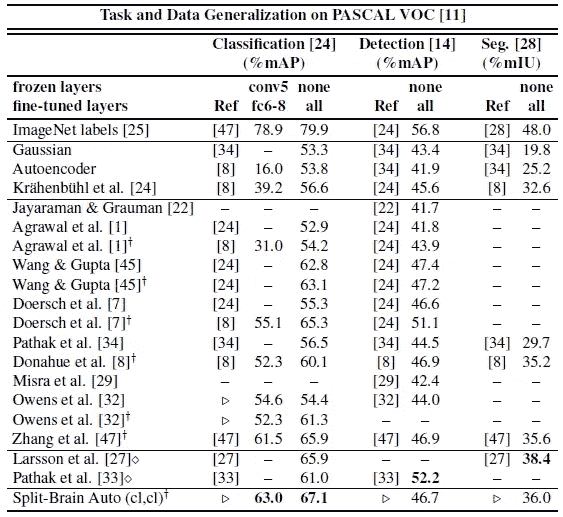 Task and Data Generalization on PASCAL VOC [11]
Classification [24] Detection [14] Seg. [28]
(%mAP) (%mAP) (%mIU)
frozen layers conv5 none none none
fine-tuned layers Ref fc6-8 all Ref all Ref all
ImageNet labels [25] [47] 78.9 79.9 [24] 56.8 [28] 48.0
Gaussian [34] – 53.3 [34] 43.4 [34] 19.8
Autoencoder [8] 16.0 53.8 [34] 41.9 [34] 25.2
Krähenbühl et al. [24] [8] 39.2 56.6 [24] 45.6 [8] 32.6
Jayaraman & Grauman [22] – – – [22] 41.7 – –
Agrawal et al. [1] [24] – 52.9 [24] 41.8 – –
Agrawal et al. [1]† [8] 31.0 54.2 [24] 43.9 – –
Wang & Gupta [45] [24] – 62.8 [24] 47.4 – –
Wang & Gupta [45]† [24] – 63.1 [24] 47.2 – –
Doersch et al. [7] [24] – 55.3 [24] 46.6 – –
Doersch et al. [7]† [8] 55.1 65.3 [24] 51.1 – –
Pathak et al. [34] [34] – 56.5 [34] 44.5 [34] 29.7
Donahue et al. [8]† [8] 52.3 60.1 [8] 46.9 [8] 35.2
Misra et al. [29] – – – [29] 42.4 – –
Owens et al. [32] ▷ 54.6 54.4 [32] 44.0 – –
Owens et al. [32]† ▷ 52.3 61.3 – – – –
Zhang et al. [47]† [47] 61.5 65.9 [47] 46.9 [47] 35.6
Larsson et al. [27]◇ [27] – 65.9 – – [27] 38.4
Pathak et al. [33]◇ [33] – 61.0 [33] 52.2 – –
Split-Brain Auto (cl,cl)† ▷ 63.0 67.1 ▷ 46.7 ▷ 36.0